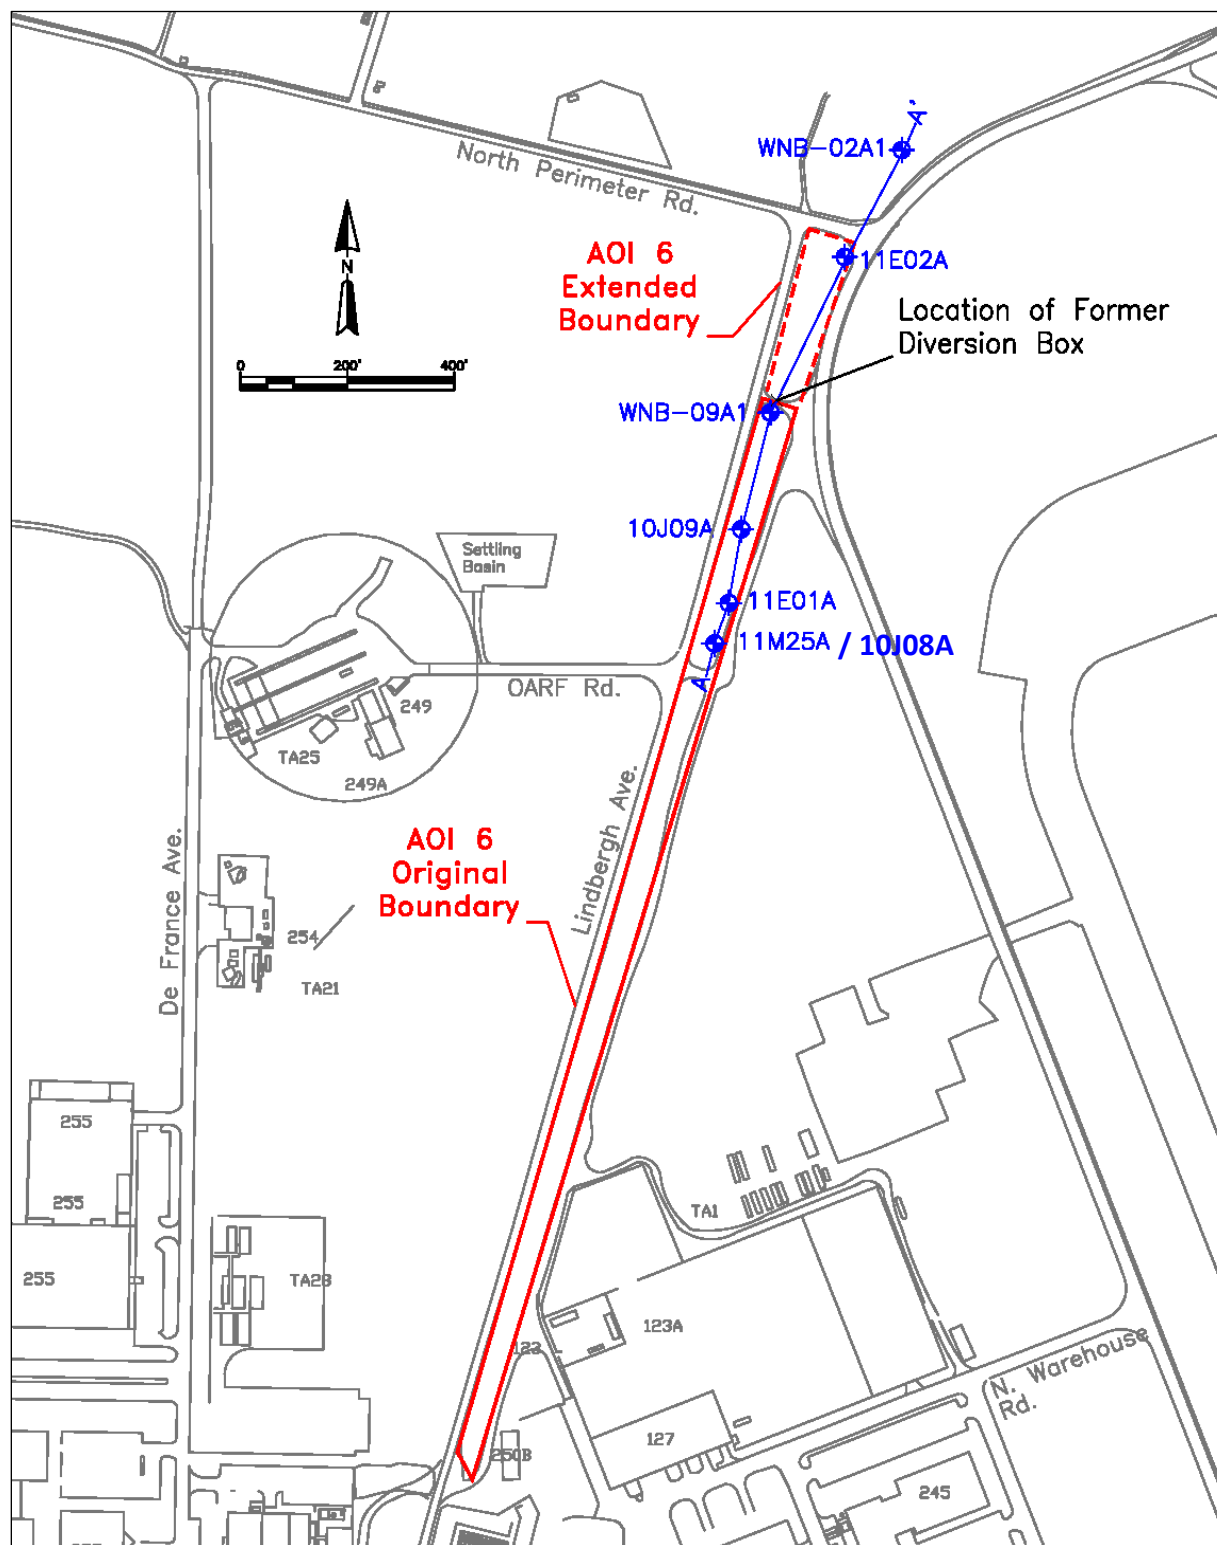 A'
WNB-02A1
North Perimeter Rd.
11E02A
AOI 6
Extended
Boundary
N
Location of Former
Diversion Box
0
200'
400'
WNB-09A1
10J09A
Settling
Basin
11E01A
11M25A / 10J08A
A
OARF Rd.
249
TA25
249A
Lindbergh Ave.
De France Ave.
AOI 6
Original
Boundary
254
TA21
255
255
TA1
255
TA28
123A
123
N. Warehouse
Rd.
127
250B
245